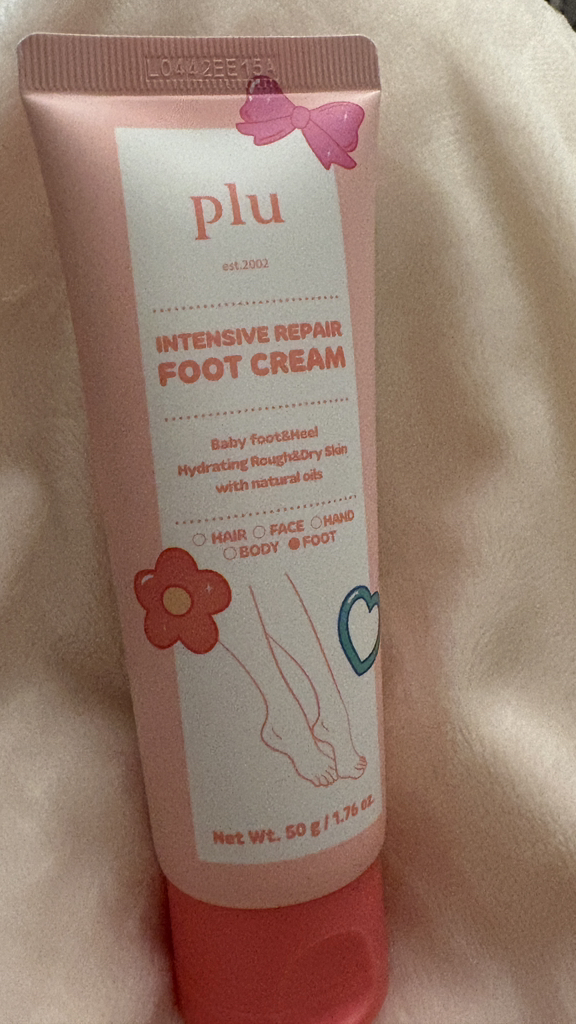 L0442EE15A
plu
est.2002
INTENSIVE REPAIR
FOOT CREAM
Baby foot&Heel
Hydrating Rough&Dry Skin
with natural oils
HAIR FACE HAND
BODY FOOT
Net Wt. 50 g / 1.76 oz.